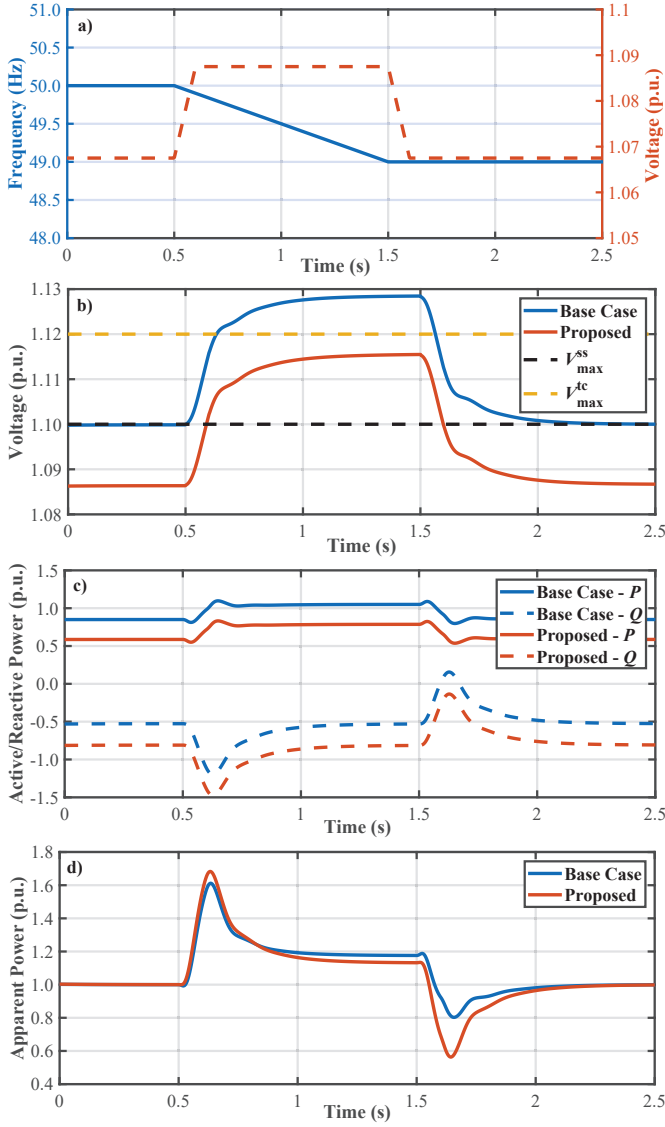 a)
51.0
50.5
50.0
49.5
49.0
48.5
48.0
Frequency (Hz)
1.1
1.09
1.08
1.07
1.06
1.05
Voltage (p.u.)
0 0.5 1 1.5 2 2.5
Time (s)
b)
1.13
1.12
1.11
1.10
1.09
1.08
Voltage (p.u.)
Base Case
Proposed
V^ss_max
V^tc_max
0 0.5 1 1.5 2 2.5
Time (s)
c)
1.5
1.0
0.5
0.0
-0.5
-1.0
-1.5
Active/Reactive Power (p.u.)
Base Case - P
Base Case - Q
Proposed - P
Proposed - Q
0 0.5 1 1.5 2 2.5
Time (s)
d)
1.8
1.6
1.4
1.2
1.0
0.8
0.6
0.4
Apparent Power (p.u.)
Base Case
Proposed
0 0.5 1 1.5 2 2.5
Time (s)